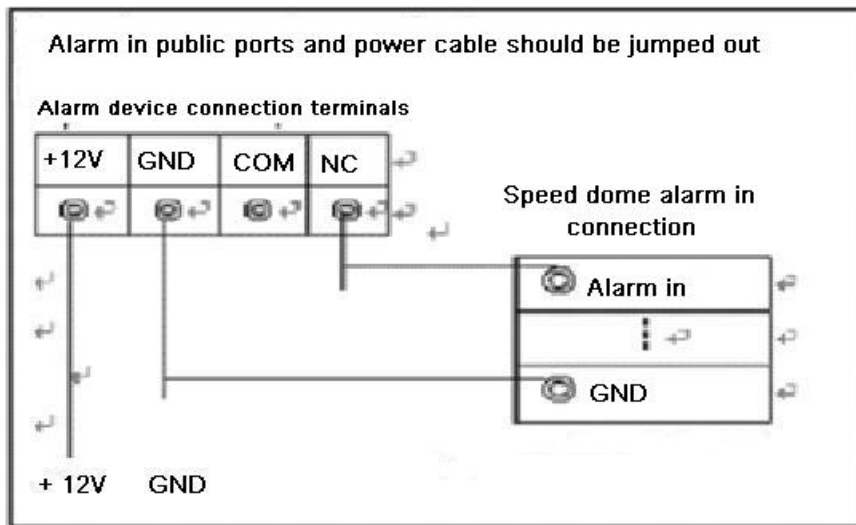 Alarm in public ports and power cable should be jumped out
Alarm device connection terminals
+12V GND COM NC
Speed dome alarm in
connection
Alarm in
GND
+ 12V GND